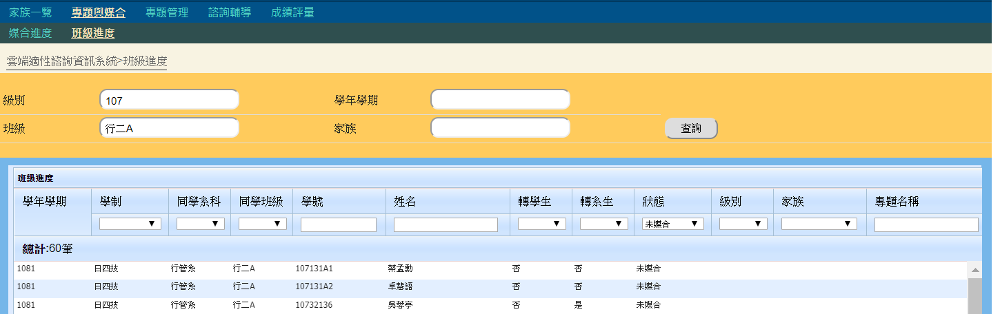 家族一覽 專題與媒合 專題管理 諮詢輔導 成績評量
媒合進度 班級進度
雲端適性諮詢資訊系統>班級進度
級別 107 學年學期
班級 行二A 家族 查詢
班級進度
學年學期 學制 同學系科 同學班級 學號 姓名 轉學生 轉系生 狀態 級別 家族 專題名稱
未媒合
總計:60筆
1081 日四技 行管系 行二A 107131A1 蔡孟勳 否 否 未媒合
1081 日四技 行管系 行二A 107131A2 卓慧語 否 否 未媒合
1081 日四技 行管系 行二A 10732136 吳蓉亭 否 是 未媒合